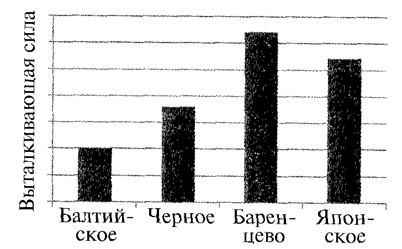 Выталкивающая сила
Балтий- Черное Барен- Япон-
ское цево ское